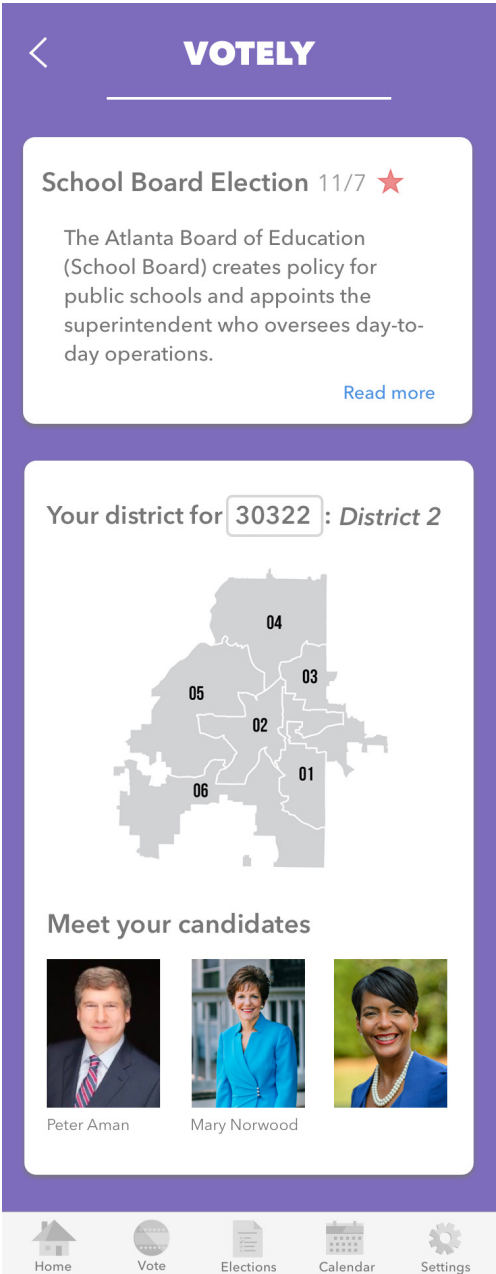 VOTELY
School Board Election 11/7
The Atlanta Board of Education
(School Board) creates policy for
public schools and appoints the
superintendent who oversees day-to-
day operations.
Read more
Your district for 30322 : District 2
04
03
05
02
01
06
Meet your candidates
Peter Aman Mary Norwood
Home Vote Elections Calendar Settings